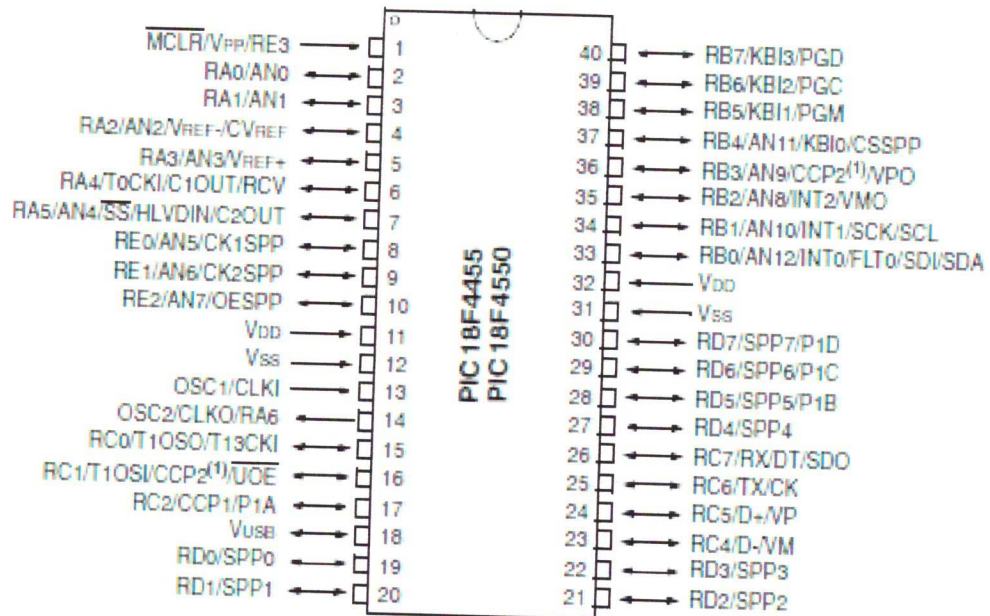 D
MCLR/VPP/RE3
1
RA0/AN0
2
RA1/AN1
3
RA2/AN2/VREF-/CVREF
4
RA3/AN3/VREF+
5
RA4/T0CKI/C1OUT/RCV
6
RA5/AN4/SS/HLVDIN/C2OUT
7
RE0/AN5/CK1SPP
8
RE1/AN6/CK2SPP
9
RE2/AN7/OESPP
10
VDD
11
VSS
12
OSC1/CLKI
13
OSC2/CLKO/RA6
14
RC0/T1OSO/T13CKI
15
RC1/T1OSI/CCP2(1)/UOE
16
RC2/CCP1/P1A
17
VUSB
18
RD0/SPP0
19
RD1/SPP1
20
PIC18F4455
PIC18F4550
40
RB7/KBI3/PGD
39
RB6/KBI2/PGC
38
RB5/KBI1/PGM
37
RB4/AN11/KBI0/CSSPP
36
RB3/AN9/CCP2(1)/VPO
35
RB2/AN8/INT2/VMO
34
RB1/AN10/INT1/SCK/SCL
33
RB0/AN12/INT0/FLT0/SDI/SDA
32
VDD
31
VSS
30
RD7/SPP7/P1D
29
RD6/SPP6/P1C
28
RD5/SPP5/P1B
27
RD4/SPP4
26
RC7/RX/DT/SDO
25
RC6/TX/CK
24
RC5/D+/VP
23
RC4/D-/VM
22
RD3/SPP3
21
RD2/SPP2